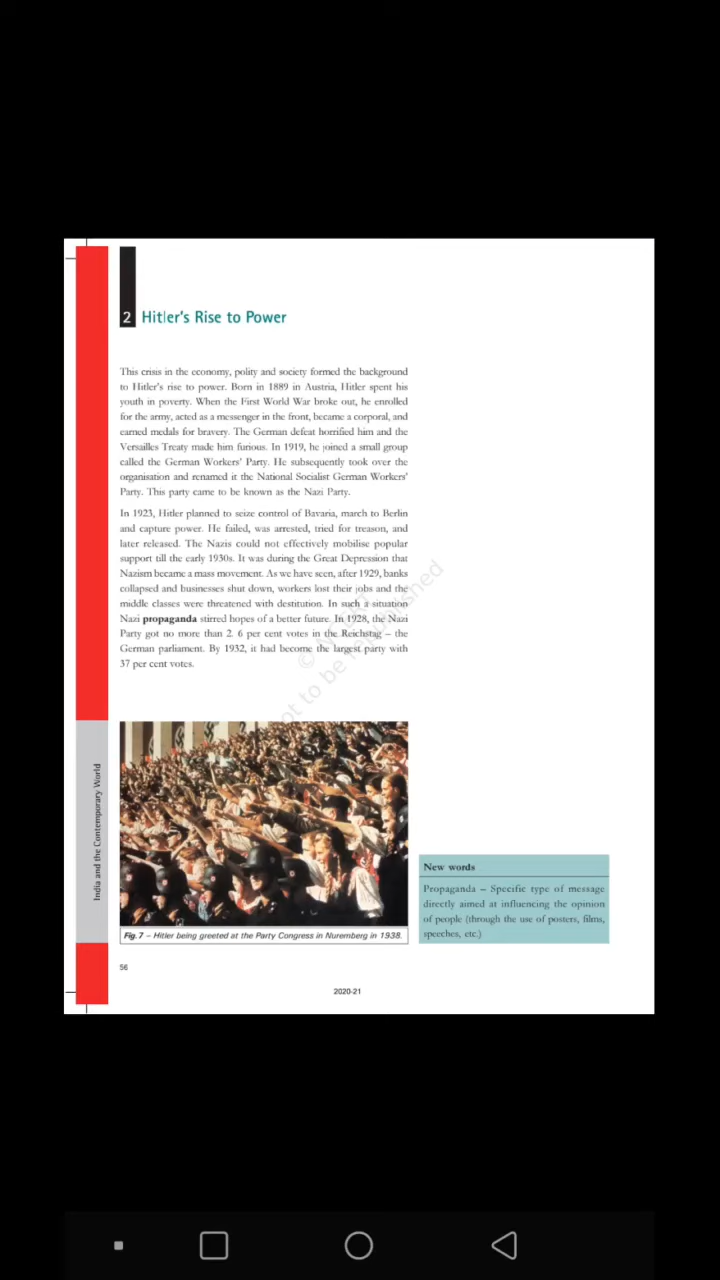 2 Hitler's Rise to Power
This crisis in the economy, polity and society formed the background
to Hitler's rise to power. Born in 1889 in Austria, Hitler spent his
youth in poverty. When the First World War broke out, he enrolled
for the army, acted as a messenger in the front, became a corporal, and
earned medals for bravery. The German defeat horrified him and the
Versailles Treaty made him furious. In 1919, he joined a small group
called the German Workers' Party. He subsequently took over the
organisation and renamed it the National Socialist German Workers'
Party. This party came to be known as the Nazi Party.
In 1923, Hitler planned to seize control of Bavaria, march to Berlin
and capture power. He failed, was arrested, tried for treason, and
later released. The Nazis could not effectively mobilise popular
support till the early 1930s. It was during the Great Depression that
Nazism became a mass movement. As we have seen, after 1929, banks
collapsed and businesses shut down, workers lost their jobs and the
middle classes were threatened with destitution. In such a situation
Nazi propaganda stirred hopes of a better future. In 1928, the Nazi
Party got no more than 2. 6 per cent votes in the Reichstag – the
German parliament. By 1932, it had become the largest party with
37 per cent votes.
© NCERT
not to be republished
India and the Contemporary World
Fig.7 – Hitler being greeted at the Party Congress in Nuremberg in 1938.
New words
Propaganda – Specific type of message
directly aimed at influencing the opinion
of people (through the use of posters, films,
speeches, etc.)
56
2020-21